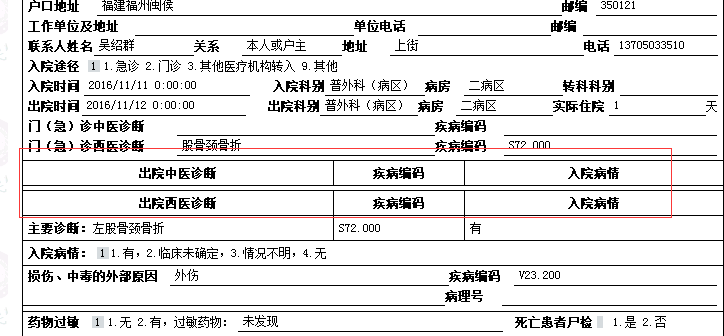 户口地址 福建福州闽侯 邮编 350121
工作单位及地址 单位电话 邮编
联系人姓名 吴绍群 关系 本人或户主 地址 上街 电话 13705033510
入院途径 1 1.急诊 2.门诊 3.其他医疗机构转入 9.其他
入院时间 2016/11/11 0:00:00 入院科别 普外科（病区） 病房 二病区 转科科别
出院时间 2016/11/12 0:00:00 出院科别 普外科（病区） 病房 二病区 实际住院 1 天
门（急）诊中医诊断 疾病编码
门（急）诊西医诊断 股骨颈骨折 疾病编码 S72.000
出院中医诊断 疾病编码 入院病情
出院西医诊断 疾病编码 入院病情
主要诊断：左股骨颈骨折 S72.000 有
入院病情： 1 1.有，2.临床未确定，3.情况不明，4.无
损伤、中毒的外部原因 外伤 疾病编码 V23.200
病理号
药物过敏 1 1.无 2.有，过敏药物： 未发现 死亡患者尸检 1.是 2.否